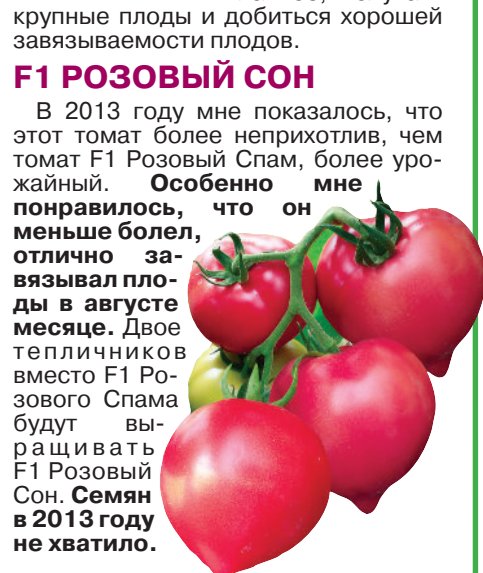 крупные плоды и добиться хорошей
завязываемости плодов.
F1 РОЗОВЫЙ СОН
В 2013 году мне показалось, что
этот томат более неприхотлив, чем
томат F1 Розовый Спам, более уро-
жайный. Особенно мне
понравилось, что он
меньше болел,
отлично за-
вязывал пло-
ды в августе
месяце. Двое
тепличников
вместо F1 Ро-
зового Спама
будут вы-
ращивать
F1 Розовый
Сон. Семян
в 2013 году
не хватило.